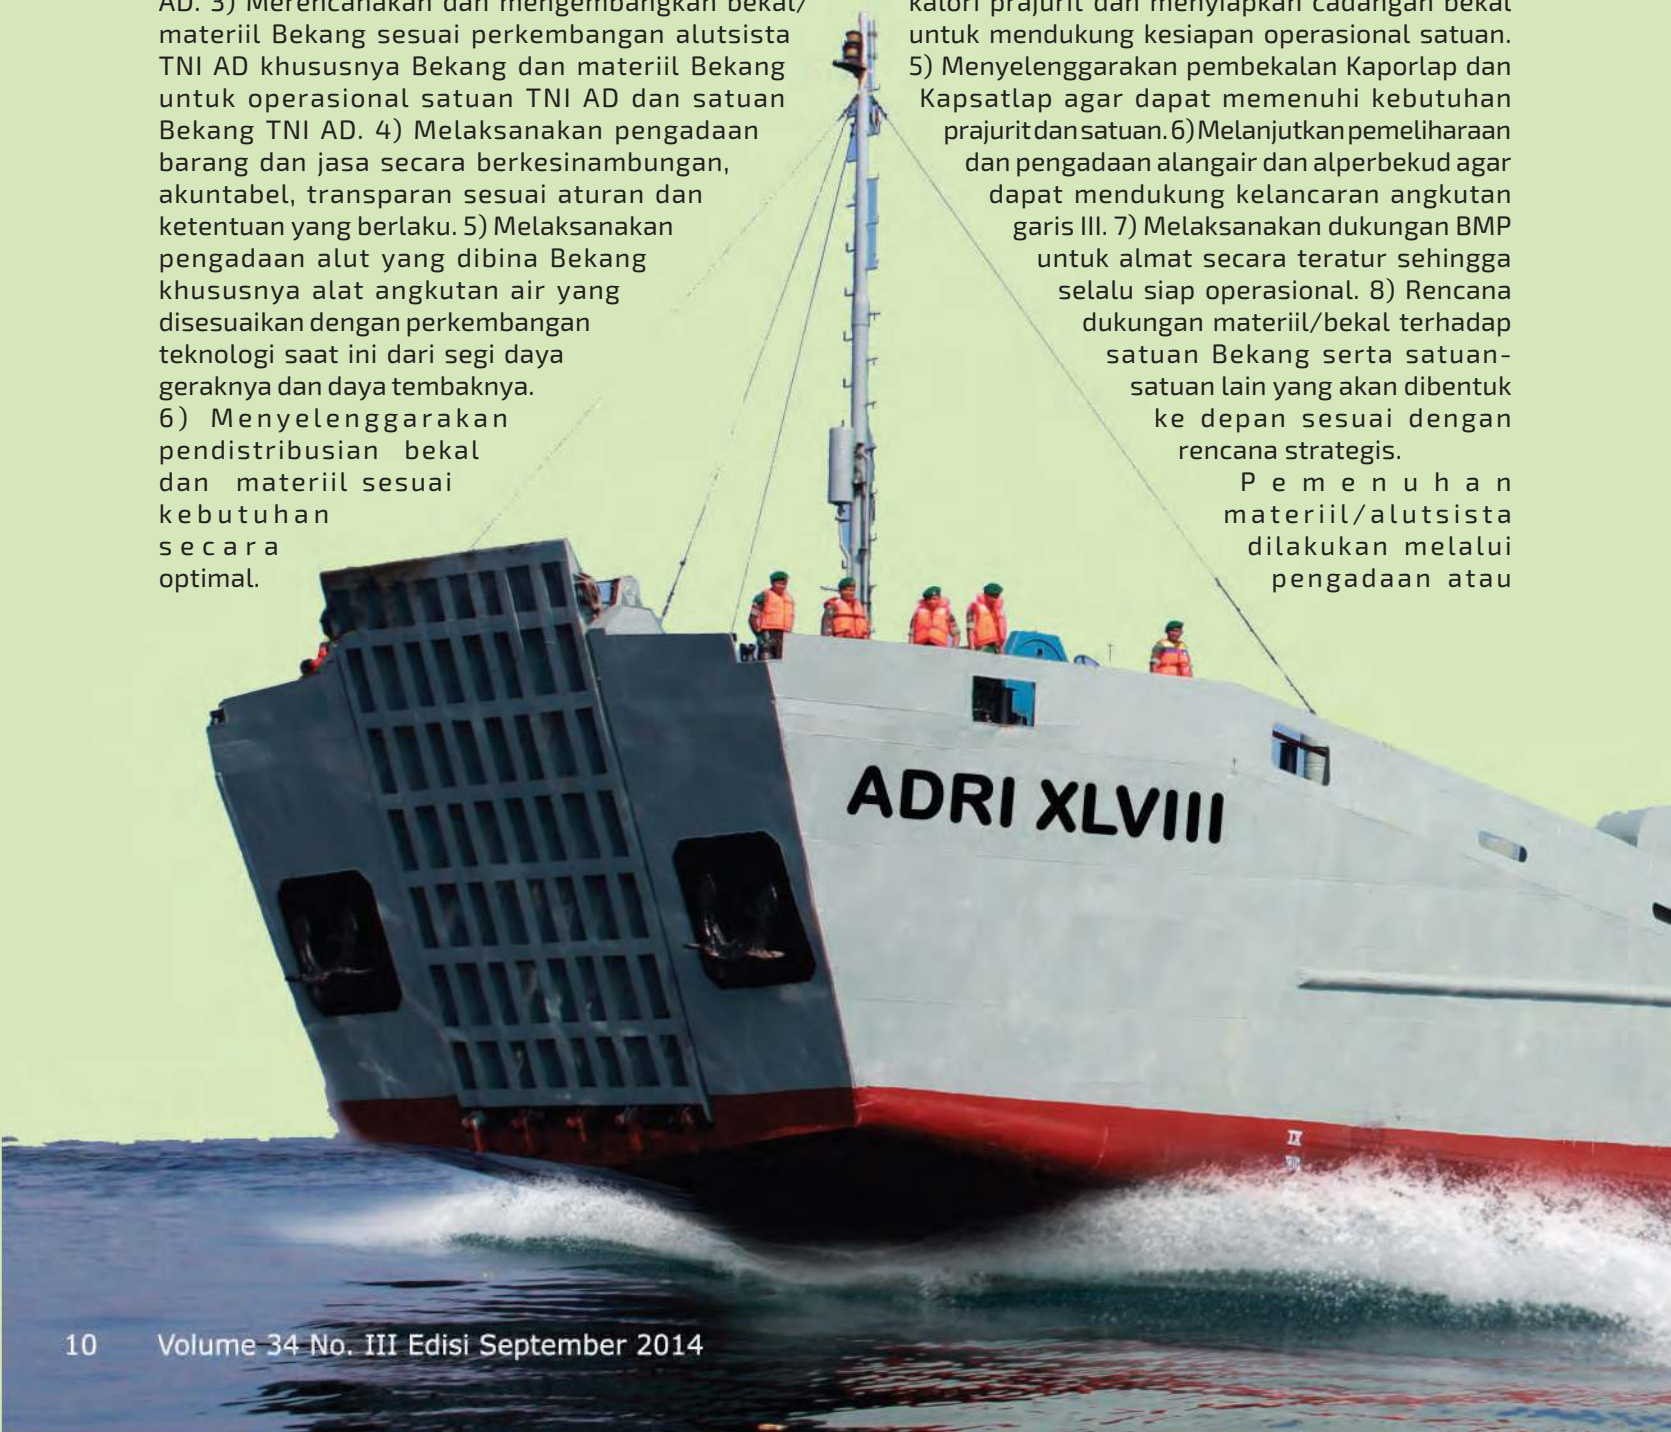 AD. 3) Merencanakan dan mengembangkan bekal/
materiil Bekang sesuai perkembangan alutsista
TNI AD khususnya Bekang dan materiil Bekang
untuk operasional satuan TNI AD dan satuan
Bekang TNI AD. 4) Melaksanakan pengadaan
barang dan jasa secara berkesinambungan,
akuntabel, transparan sesuai aturan dan
ketentuan yang berlaku. 5) Melaksanakan
pengadaan alut yang dibina Bekang
khususnya alat angkutan air yang
disesuaikan dengan perkembangan
teknologi saat ini dari segi daya
geraknya dan daya tembaknya.
6) Menyelenggarakan
pendistribusian bekal
dan materiil sesuai
kebutuhan
secara
optimal.
kalori prajurit dan menyiapkan cadangan bekal
untuk mendukung kesiapan operasional satuan.
5) Menyelenggarakan pembekalan Kaporlap dan
Kapsatlap agar dapat memenuhi kebutuhan
prajurit dan satuan. 6) Melanjutkan pemeliharaan
dan pengadaan alangair dan alperbekud agar
dapat mendukung kelancaran angkutan
garis III. 7) Melaksanakan dukungan BMP
untuk almat secara teratur sehingga
selalu siap operasional. 8) Rencana
dukungan materiil/bekal terhadap
satuan Bekang serta satuan-
satuan lain yang akan dibentuk
ke depan sesuai dengan
rencana strategis.
Pemenuhan
materiil/alutsista
dilakukan melalui
pengadaan atau
ADRI XLVIII
IX
10 Volume 34 No. III Edisi September 2014